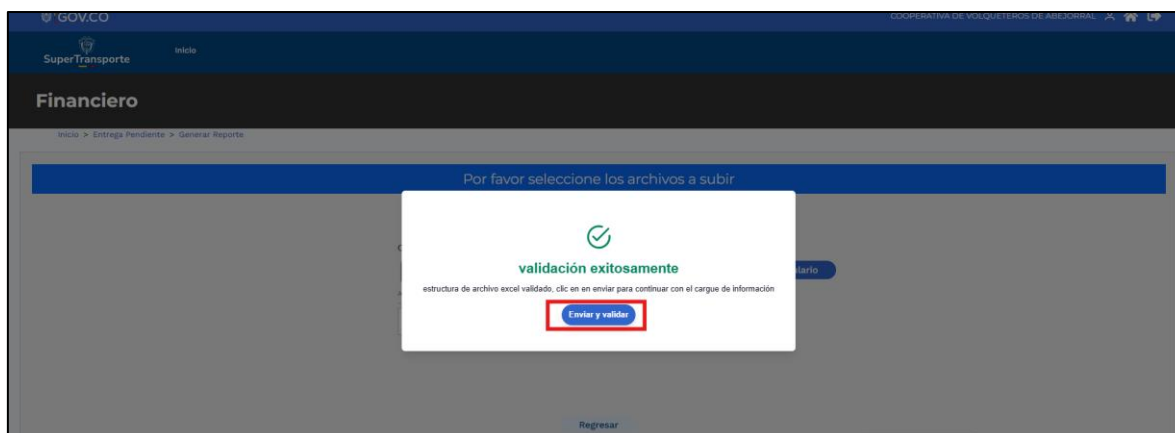 GOV.CO
COOPERATIVA DE VOLQUETEROS DE ABEJORRAL
SuperTransporte
Inicio
Financiero
Inicio > Entrega Pendiente > Generar Reporte
Por favor seleccione los archivos a subir
validación exitosamente
estructura de archivo excel validado, clic en en enviar para continuar con el cargue de información
Enviar y validar
Regresar